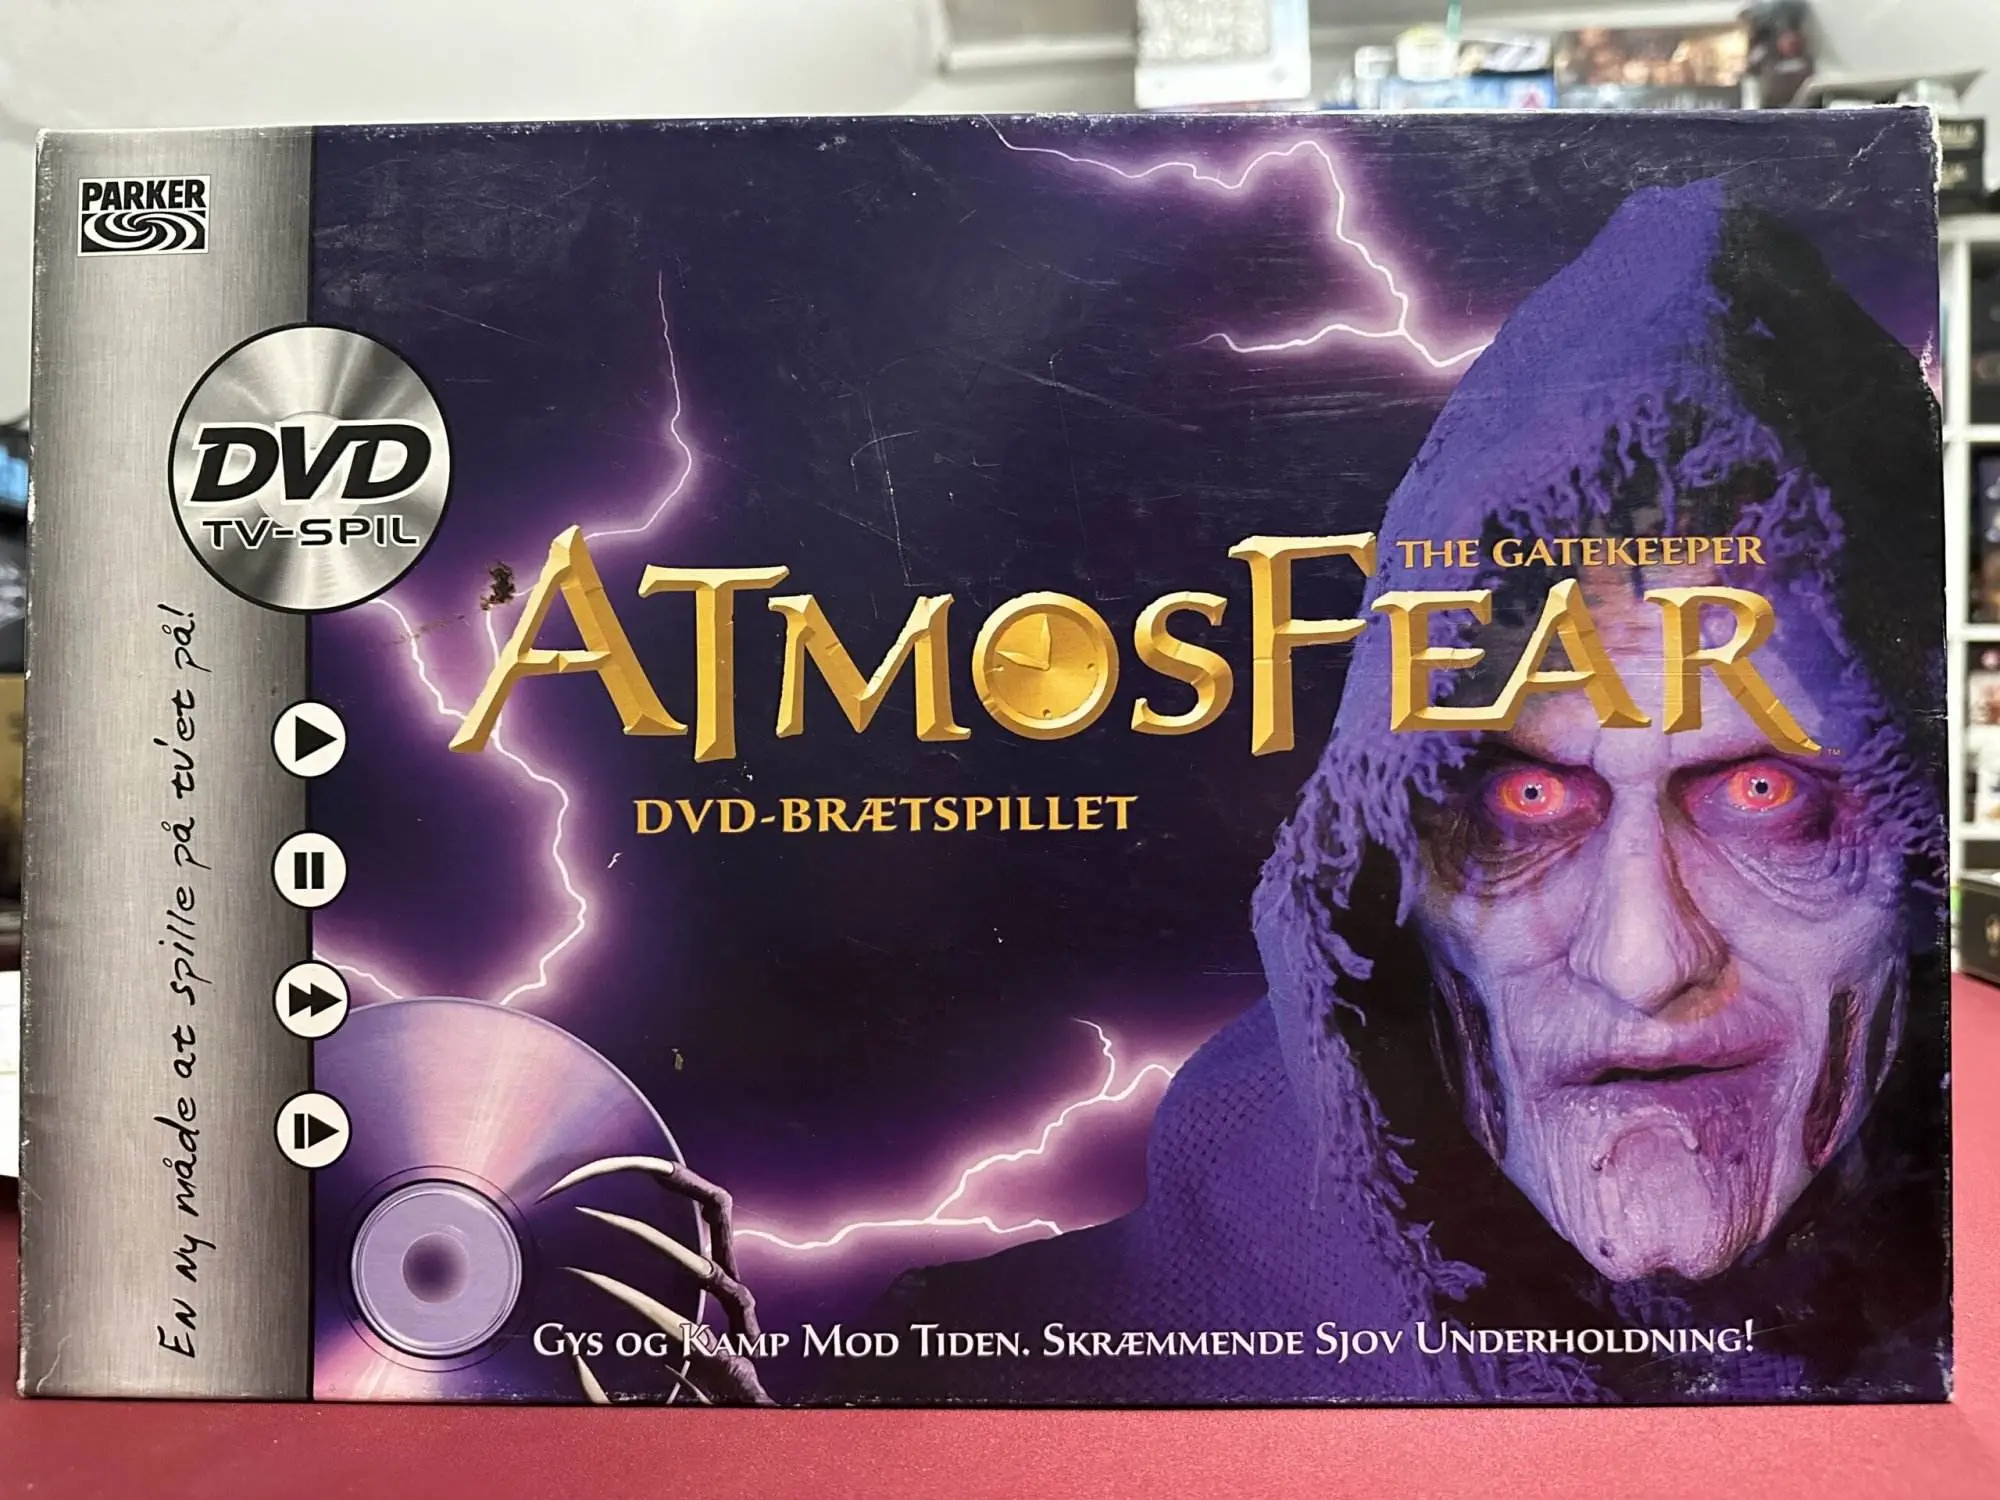 PARKER
DVD
TV-SPIL
En ny måde at spille på tv'et på!
THE GATEKEEPER
ATMOSFEAR
TM
DVD-BRÆTSPILLET
GYS OG KAMP MOD TIDEN. SKRÆMMENDE SJOV UNDERHOLDNING!